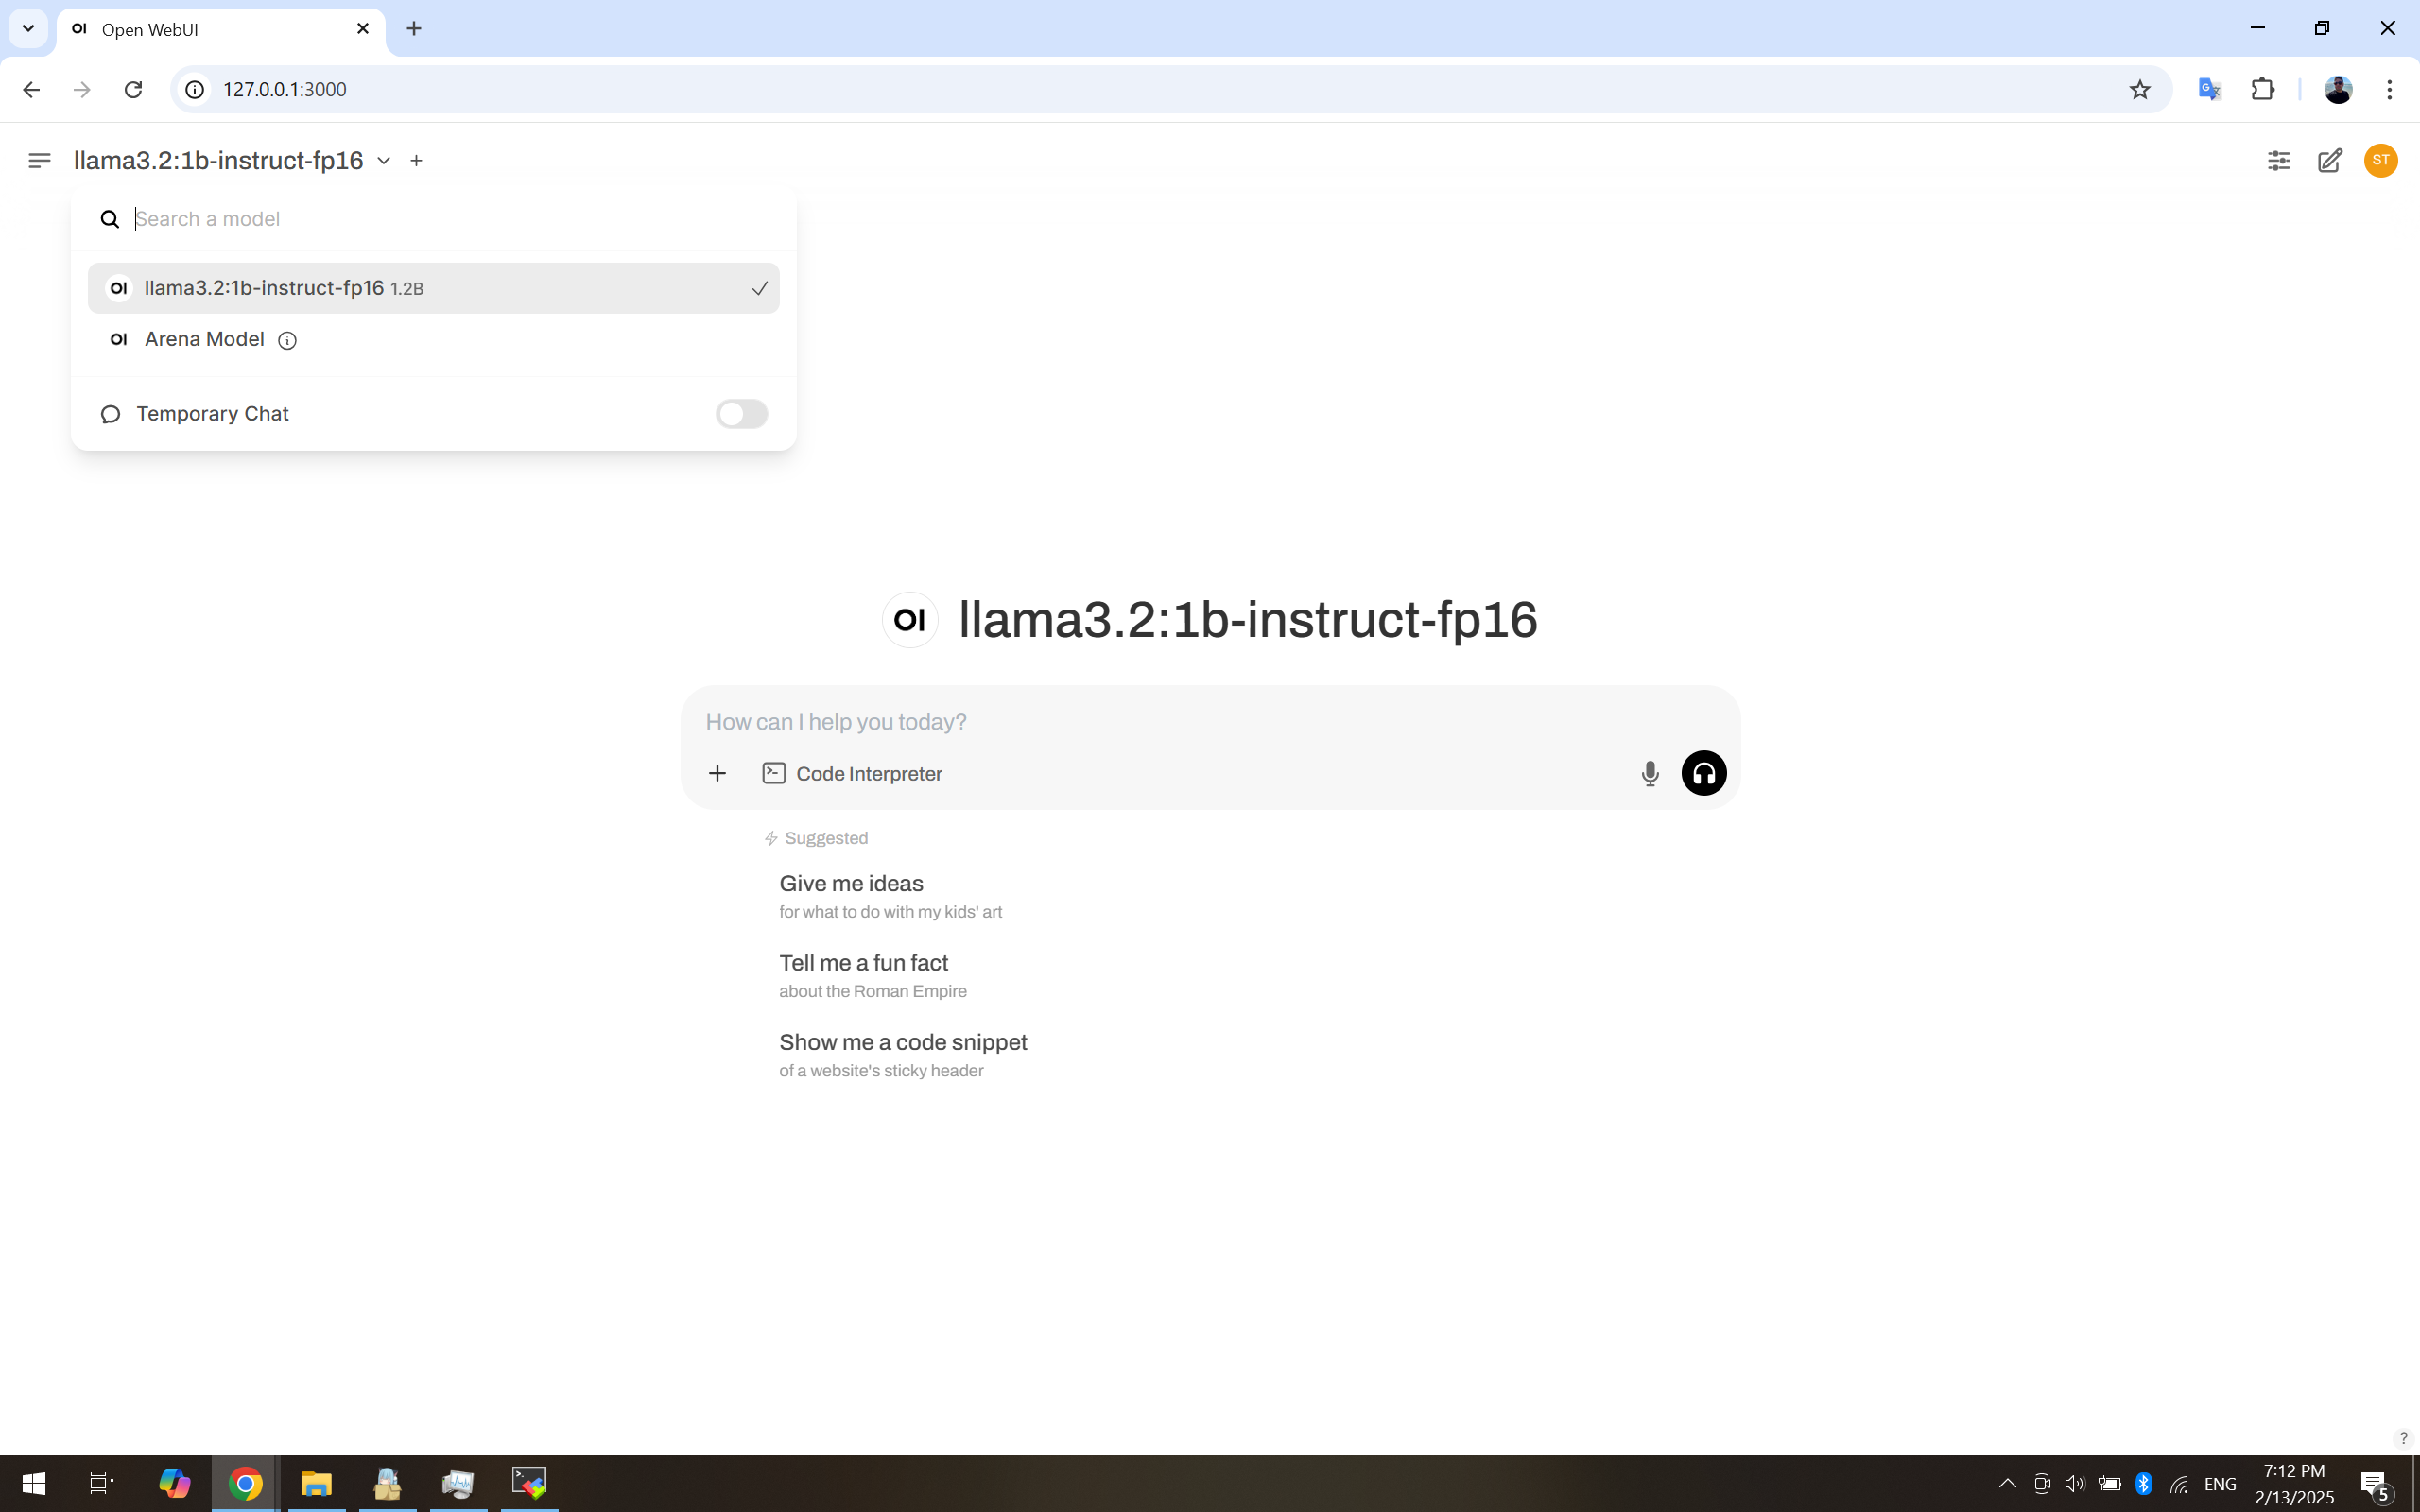 OI Open WebUI
127.0.0.1:3000
llama3.2:1b-instruct-fp16
ST
Search a model
OI llama3.2:1b-instruct-fp16 1.2B
OI Arena Model
Temporary Chat
OI llama3.2:1b-instruct-fp16
How can I help you today?
Code Interpreter
Suggested
Give me ideas
for what to do with my kids' art
Tell me a fun fact
about the Roman Empire
Show me a code snippet
of a website's sticky header
?
ENG
7:12 PM
2/13/2025
5